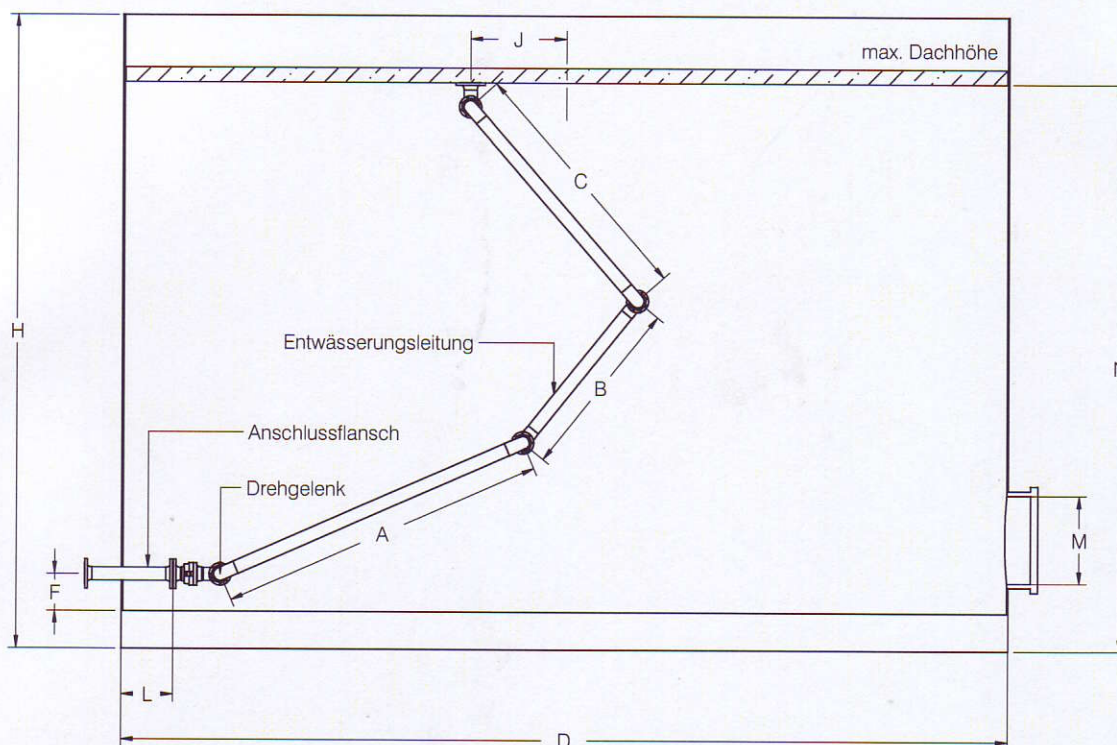 J
max. Dachhöhe
C
H
Entwässerungsleitung
B
Anschlussflansch
Drehgelenk
A
M
F
L
D